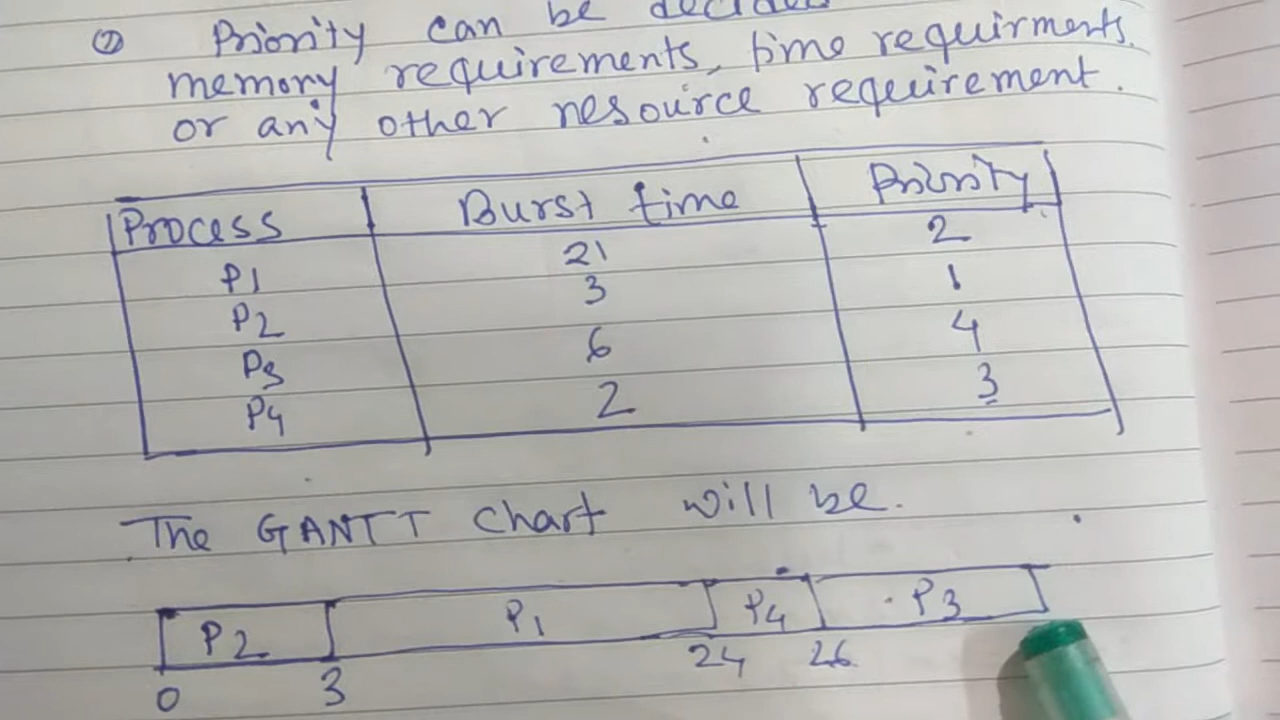 ② Priority can be decided
memory requirements, time requirments.
or any other resource requirement.
Process Burst time Priority
P1 21 2
P2 3 1
P3 6 4
P4 2 3
The GANTT chart will be.
P2 P1 P4 P3
0 3 24 26